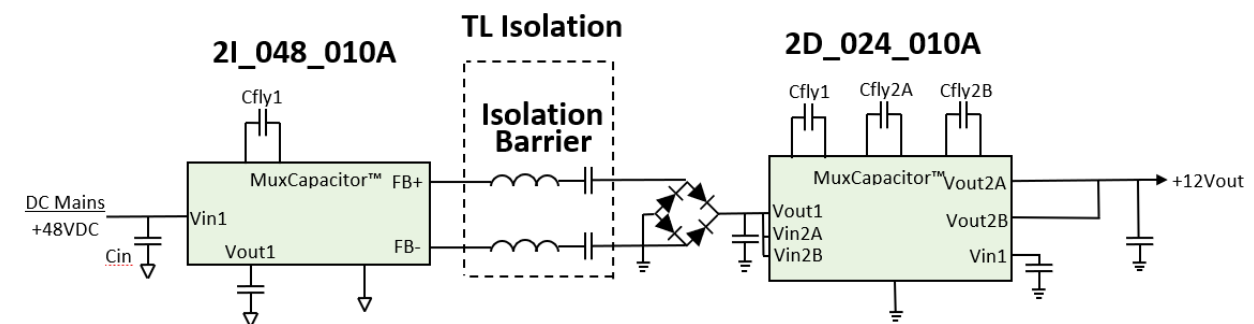 TL Isolation
2I_048_010A
2D_024_010A
Cfly1
Isolation
Barrier
Cfly1
Cfly2A
Cfly2B
MuxCapacitor™
FB+
MuxCapacitor™
Vout2A
+12Vout
DC Mains
+48VDC
Vin1
Vout1
Vin2A
Vin2B
Vout2B
Cin
Vout1
FB-
Vin1